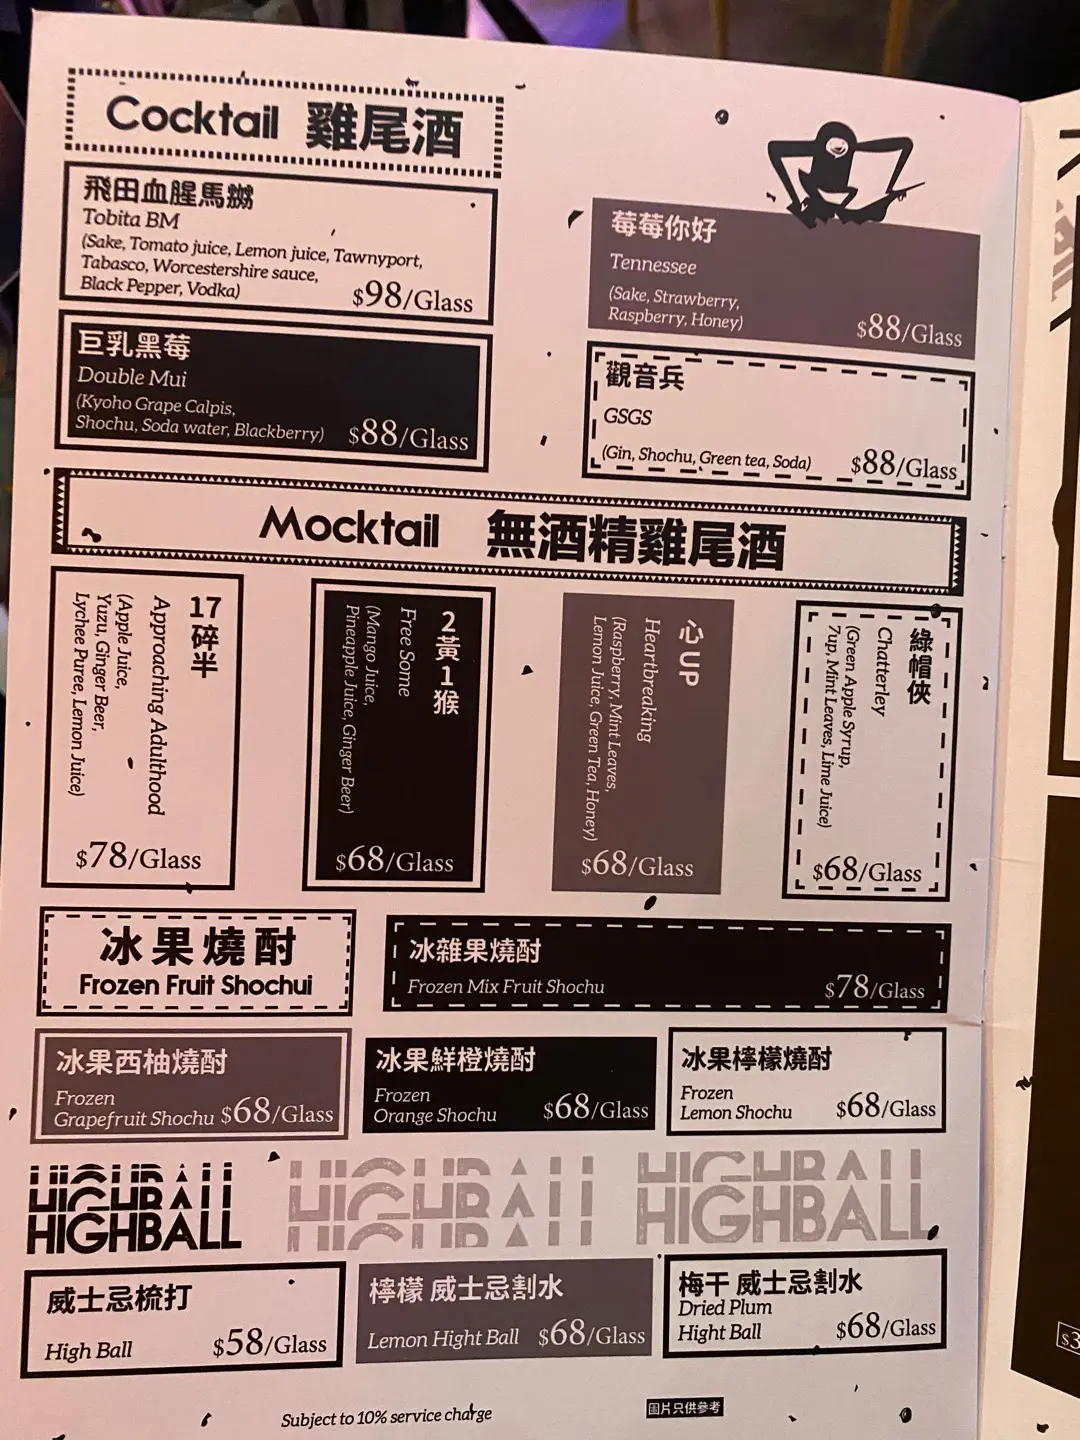 Cocktail 雞尾酒
飛田血腥馬嬲
Tobita BM
(Sake, Tomato juice, Lemon juice, Tawnyport,
Tabasco, Worcestershire sauce,
Black Pepper, Vodka)
$98/Glass
莓莓你好
Tennessee
(Sake, Strawberry,
Raspberry, Honey)
$88/Glass
巨乳黑莓
Double Mui
(Kyoho Grape Calpis,
Shochu, Soda water, Blackberry)
$88/Glass
觀音兵
GSGS
(Gin, Shochu, Green tea, Soda)
$88/Glass
Mocktail 無酒精雞尾酒
17碎半
Approaching Adulthood
(Apple Juice,
Yuzu, Ginger Beer,
Lychee Puree, Lemon Juice)
$78/Glass
2黃1猴
Free Some
(Mango Juice,
Pineapple Juice, Ginger Beer)
$68/Glass
心UP
Heartbreaking
(Raspberry, Mint Leaves,
Lemon Juice, Green Tea, Honey)
$68/Glass
綠帽俠
Chatterley
(Green Apple Syrup,
7up, Mint Leaves, Lime Juice)
$68/Glass
冰果燒酎
Frozen Fruit Shochui
冰雜果燒酎
Frozen Mix Fruit Shochu
$78/Glass
冰果西柚燒酎
Frozen
Grapefruit Shochu $68/Glass
冰果鮮橙燒酎
Frozen
Orange Shochu $68/Glass
冰果檸檬燒酎
Frozen
Lemon Shochu $68/Glass
HIGHBALL HIGHBALL HIGHBALL
威士忌梳打
High Ball $58/Glass
檸檬 威士忌割水
Lemon Hight Ball $68/Glass
梅干 威士忌割水
Dried Plum
Hight Ball $68/Glass
Subject to 10% service charge
圖片只供參考